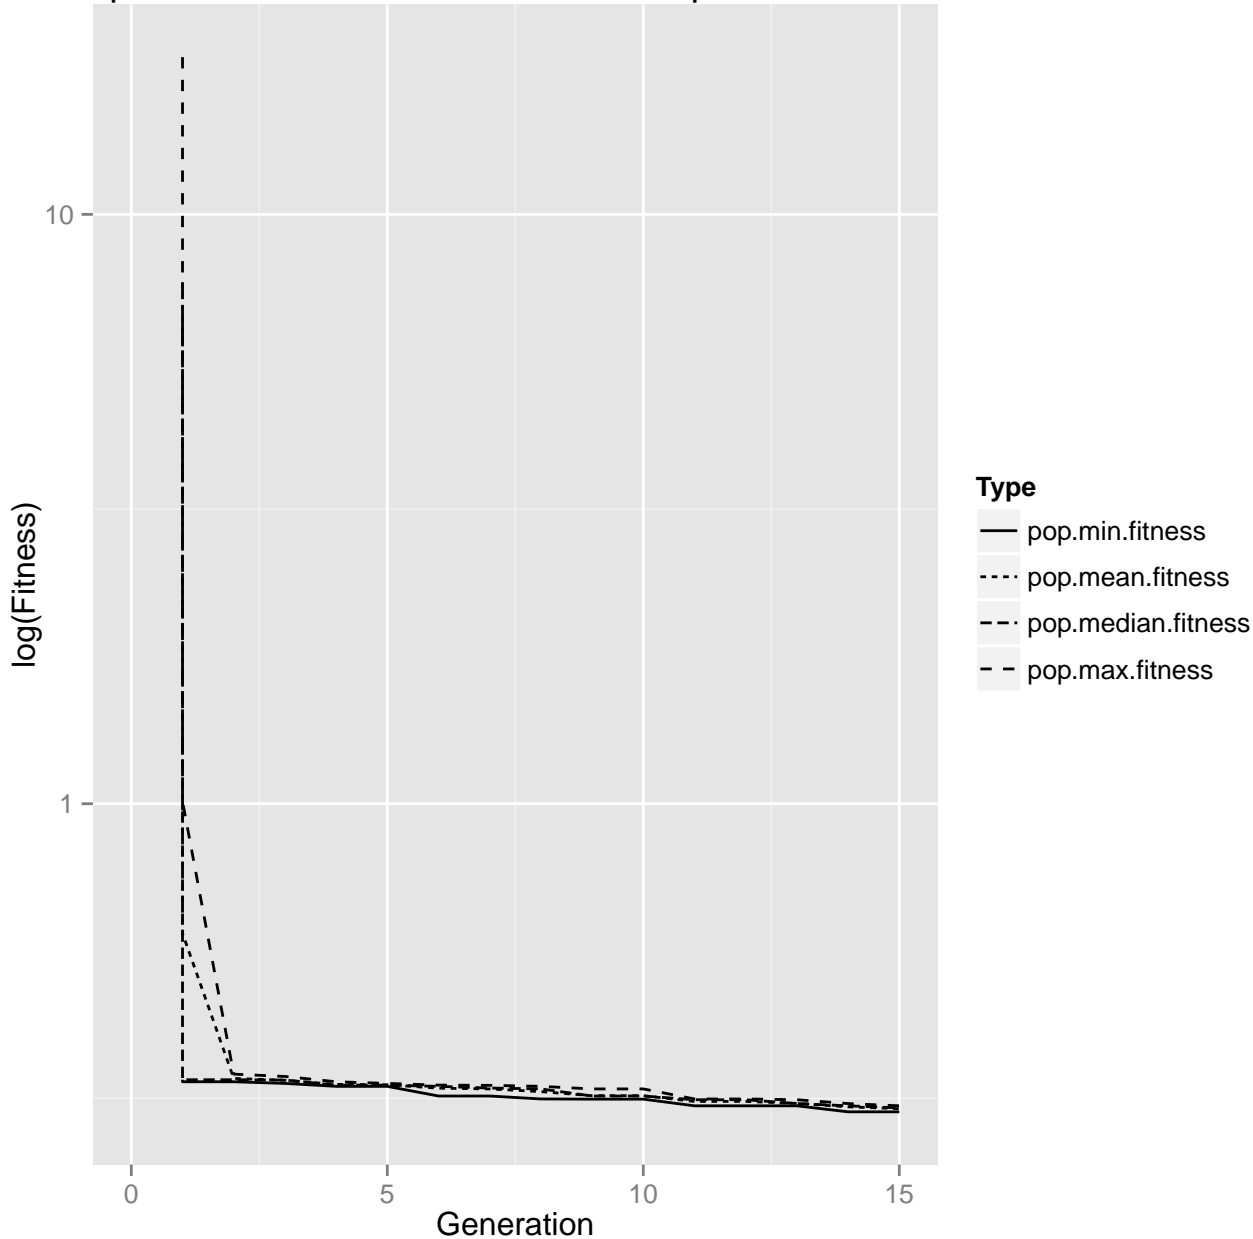 10
1
log(Fitness)
0
5
10
15
Generation
Type
pop.min.fitness
pop.mean.fitness
pop.median.fitness
pop.max.fitness